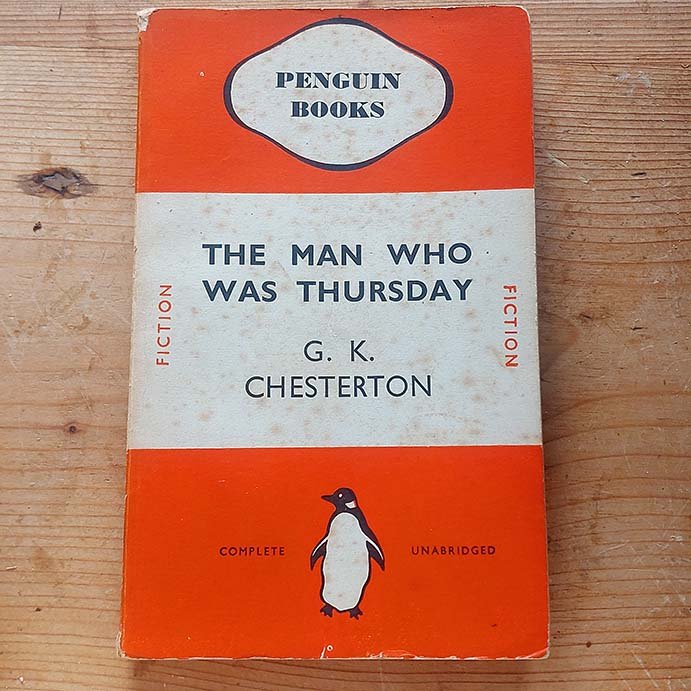 PENGUIN
BOOKS
THE MAN WHO
WAS THURSDAY
FICTION
FICTION
G. K.
CHESTERTON
COMPLETE
UNABRIDGED